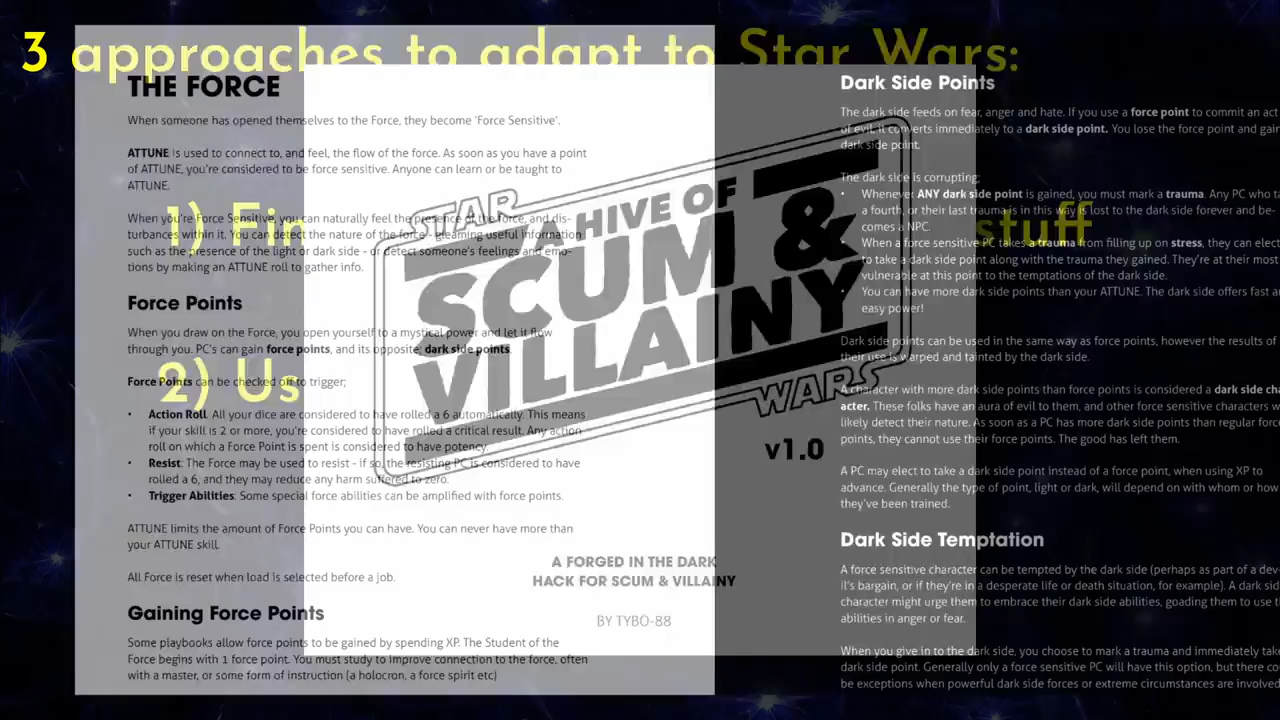 3 approaches to adapt to Star Wars:
THE FORCE
When someone has opened themselves to the Force, they become 'Force Sensitive'.
ATTUNE is used to connect to, and feel, the flow of the force. As soon as you have a point
of ATTUNE, you're considered to be force sensitive. Anyone can learn or be taught to
ATTUNE.
When you're Force Sensitive, you can naturally feel the presence of the force, and dis-
turbances within it. You can detect the nature of the force - gleaming useful information
such as the presence of the light or dark side - or detect someone's feelings and emo-
tions by making an ATTUNE roll to gather info.
Force Points
When you draw on the Force, you open yourself to a mystical power and let it flow
through you. PC's can gain force points, and its opposite, dark side points.
Force Points can be checked off to trigger;
• Action Roll: All your dice are considered to have rolled a 6 automatically. This means
if your skill is 2 or more, you're considered to have rolled a critical result. Any action
roll on which a Force Point is spent is considered to have potency.
• Resist: The Force may be used to resist - if so, the resisting PC is considered to have
rolled a 6, and they may reduce any harm suffered to zero.
• Trigger Abilities: Some special force abilities can be amplified with force points.
ATTUNE limits the amount of Force Points you can have. You can never have more than
your ATTUNE skill.
All Force is reset when load is selected before a job.
Gaining Force Points
Some playbooks allow force points to be gained by spending XP. The Student of the
Force begins with 1 force point. You must study to improve connection to the force, often
with a master, or some form of instruction (a holocron, a force spirit etc)
1)
stuff
2) Us
STAR
A HIVE OF
SCUM &
VILLAINY
WARS
v1.0
A FORGED IN THE DARK
HACK FOR SCUM & VILLAINY
BY TYBO-88
Dark Side Points
The dark side feeds on fear, anger and hate. If you use a force point to commit an act
of evil, it converts immediately to a dark side point. You lose the force point and gain
dark side point.
The dark side is corrupting;
• Whenever ANY dark side point is gained, you must mark a trauma. Any PC who
a fourth, or their last trauma is in this way is lost to the dark side forever and be-
comes a NPC.
• When a force sensitive PC takes a trauma from filling up on stress, they can elect
to take a dark side point along with the trauma they gained. They're at their most
vulnerable at this point to the temptations of the dark side.
• You can have more dark side points than your ATTUNE. The dark side offers fast
easy power!
Dark side points can be used in the same way as force points, however the results of
their use is warped and tainted by the dark side.
A character with more dark side points than force points is considered a dark side
acter. These folks have an aura of evil to them, and other force sensitive characters
likely detect their nature. As soon as a PC has more dark side points than regular
points, they cannot use their force points. The good has left them.
A PC may elect to take a dark side point instead of a force point, when using XP to
advance. Generally the type of point, light or dark, will depend on with whom or how
they've been trained.
Dark Side Temptation
A force sensitive character can be tempted by the dark side (perhaps as part of a
il's bargain, or if they're in a desperate life or death situation, for example). A dark
character might urge them to embrace their dark side abilities, goading them to use
abilities in anger or fear.
When you give in to the dark side, you choose to mark a trauma and immediately
dark side point. Generally only a force sensitive PC will have this option, but there
be exceptions when powerful dark side forces or extreme circumstances are involved